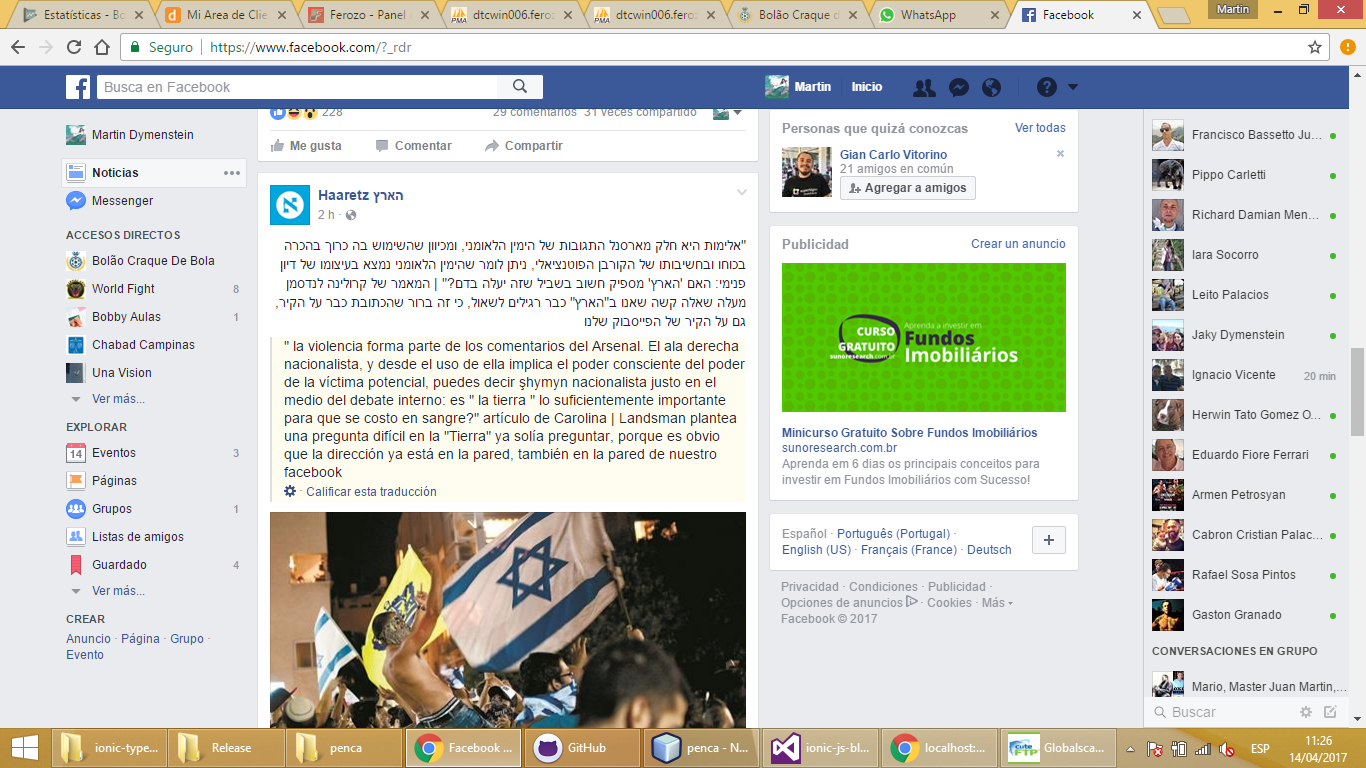 Estatísticas - Bo
Mi Area de Clie
Ferozo - Panel
dtcwin006.feroz
dtcwin006.feroz
Bolão Craque d
WhatsApp
Facebook
Martin
Seguro
https://www.facebook.com/?_rdr
Busca en Facebook
Martin
Inicio
Martin Dymenstein
Noticias
Messenger
ACCESOS DIRECTOS
Bolão Craque De Bola
World Fight 8
Bobby Aulas 1
Chabad Campinas
Una Vision
Ver más...
EXPLORAR
Eventos 3
14
Páginas
Grupos 1
Listas de amigos
Guardado 4
Ver más...
CREAR
Anuncio · Página · Grupo ·
Evento
228
29 comentarios 31 veces compartido
Me gusta Comentar Compartir
Haaretz הארץ
2 h ·
"אלימות היא חלק מארסנל התגובות של הימין הלאומני, ומכיוון שהשימוש בה כרוך בהכרה
בכוחו ובחשיבותו של הקורבן הפוטנציאלי, ניתן לומר שהימין הלאומני נמצא בעיצומו של דיון
פנימי: האם 'הארץ' מספיק חשוב בשביל שזה יעלה בדם?" | המאמר של קרולינה לנדסמן
מעלה שאלה קשה שאנו ב"הארץ" כבר רגילים לשאול, כי זה ברור שהכתובת כבר על הקיר,
גם על הקיר של הפייסבוק שלנו
" la violencia forma parte de los comentarios del Arsenal. El ala derecha
nacionalista, y desde el uso de ella implica el poder consciente del poder
de la víctima potencial, puedes decir şhymyn nacionalista justo en el
medio del debate interno: es " la tierra " lo suficientemente importante
para que se costo en sangre?" artículo de Carolina | Landsman plantea
una pregunta difícil en la "Tierra" ya solía preguntar, porque es obvio
que la dirección ya está en la pared, también en la pared de nuestro
facebook
· Calificar esta traducción
Personas que quizá conozcas Ver todas
Gian Carlo Vitorino
21 amigos en común
Agregar a amigos
Publicidad Crear un anuncio
CURSO
GRATUITO
sunoresearch.com.br
Aprenda a investir em
Fundos
Imobiliários
Minicurso Gratuito Sobre Fundos Imobiliários
sunoresearch.com.br
Aprenda em 6 dias os principais conceitos para
investir em Fundos Imobiliários com Sucesso!
Español · Português (Portugal) ·
English (US) · Français (France) · Deutsch
Privacidad · Condiciones · Publicidad ·
Opciones de anuncios · Cookies · Más
Facebook © 2017
Francisco Bassetto Ju...
Pippo Carletti
Richard Damian Men...
Iara Socorro
Leito Palacios
Jaky Dymenstein
Ignacio Vicente 20 min
Herwin Tato Gomez O...
Eduardo Fiore Ferrari
Armen Petrosyan
Cabron Cristian Palac...
Rafael Sosa Pintos
Gaston Granado
CONVERSACIONES EN GRUPO
Mario, Master Juan Martin,...
Buscar
ionic-type...
Release
penca
Facebook ...
GitHub
penca - N...
ionic-js-bl...
localhost:...
Globalsca...
ESP
11:26
14/04/2017